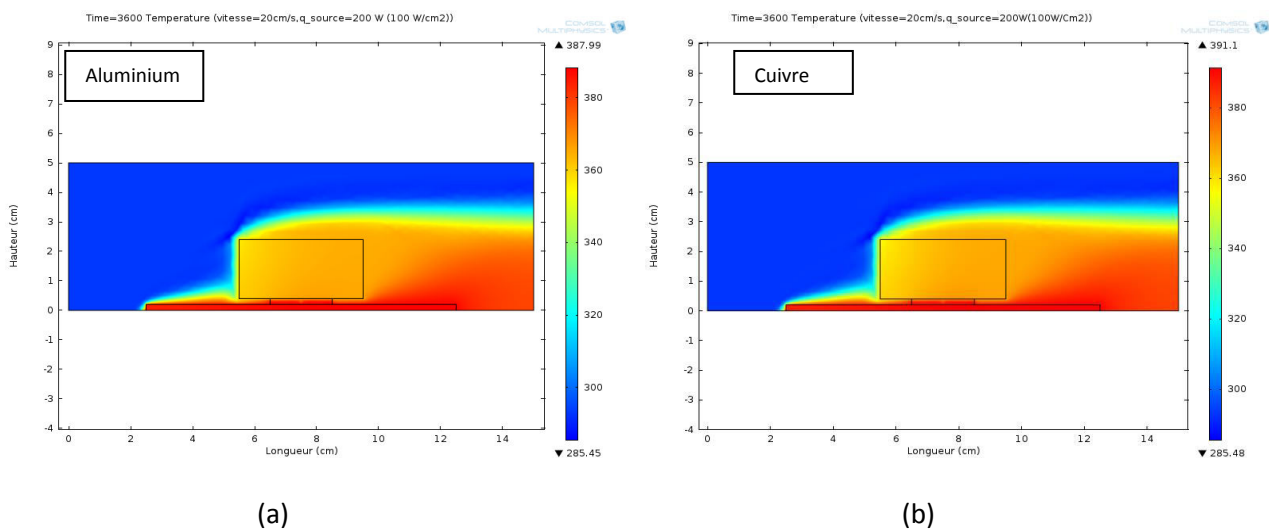 Time=3600 Temperature (vitesse=20cm/s,q_source=200 W (100 W/cm2))
COMSOL
MULTIPHYSICS
▲ 387.99
Aluminium
9
8
7
6
5
4
3
2
1
0
-1
-2
-3
-4
Hauteur (cm)
0 2 4 6 8 10 12 14
Longueur (cm)
380
360
340
320
300
▼ 285.45
(a)
Time=3600 Temperature (vitesse=20cm/s,q_source=200W(100W/Cm2))
COMSOL
MULTIPHYSICS
▲ 391.1
Cuivre
9
8
7
6
5
4
3
2
1
0
-1
-2
-3
-4
Hauteur (cm)
0 2 4 6 8 10 12 14
Longueur (cm)
380
360
340
320
300
▼ 285.48
(b)